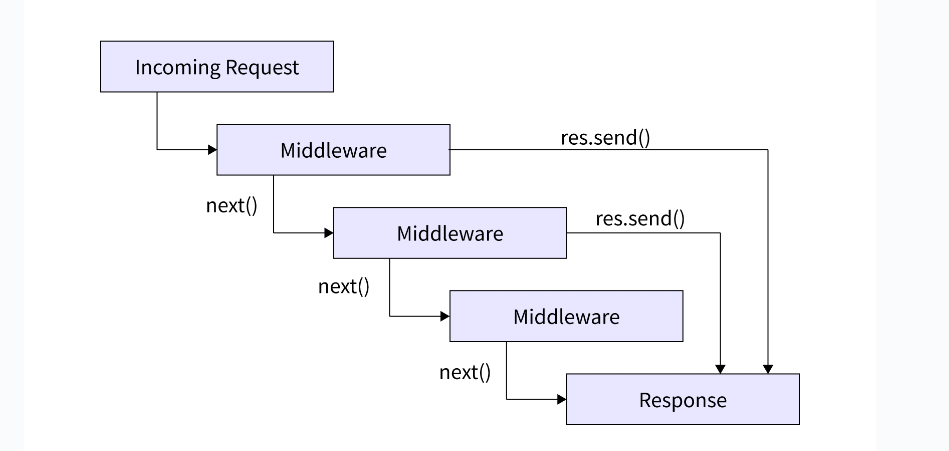 Incoming Request
res.send()
Middleware
next()
res.send()
Middleware
next()
Middleware
next()
Response